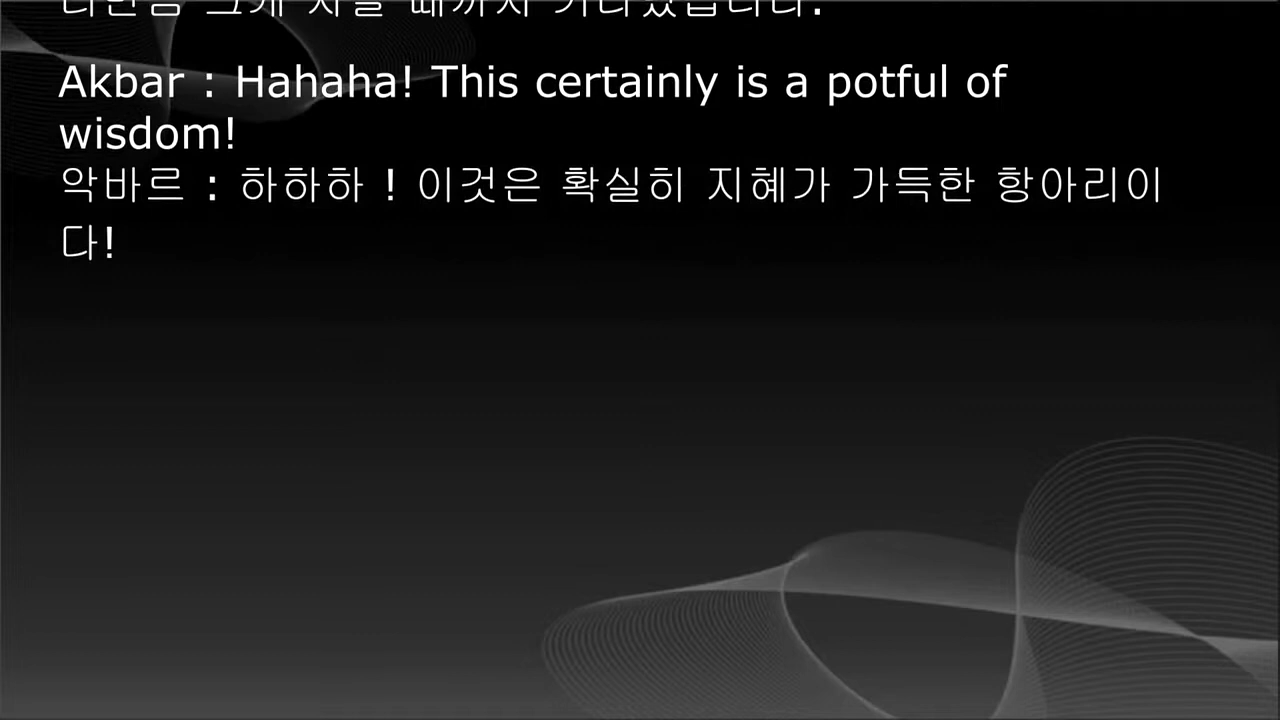 Akbar : Hahaha! This certainly is a potful of
wisdom!
악바르 : 하하하 ! 이것은 확실히 지혜가 가득한 항아리이
다!